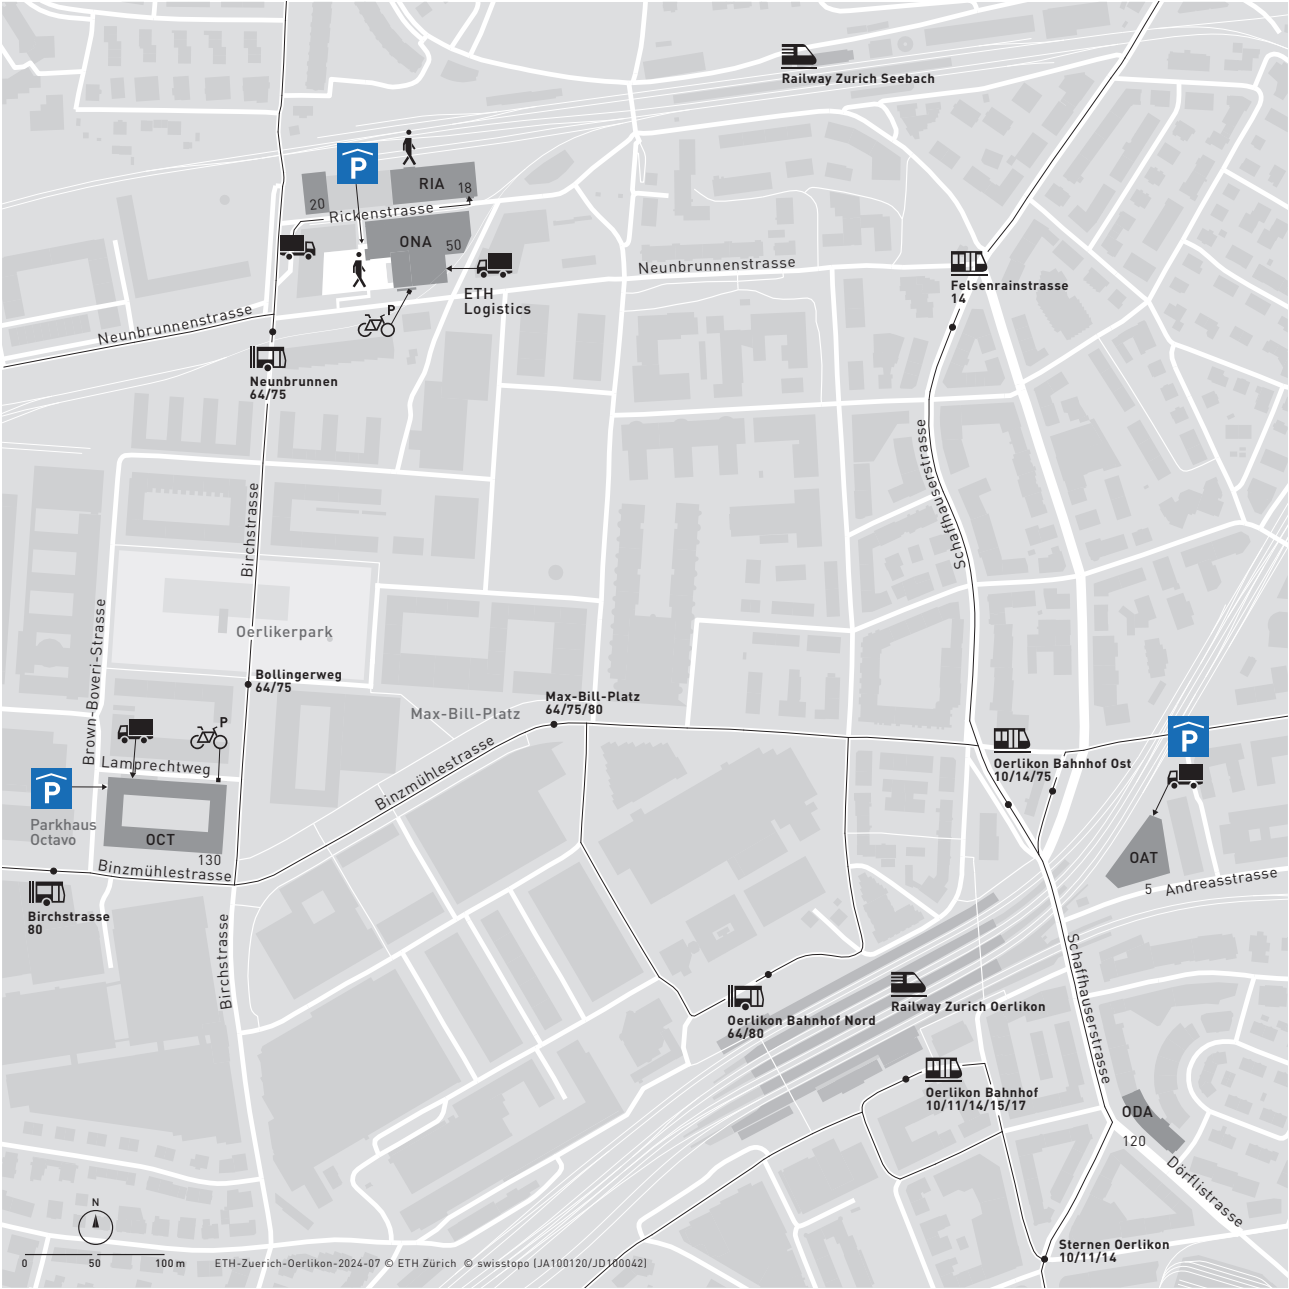 Railway Zurich Seebach
P
RIA
18
20
Rickenstrasse
ONA
50
Neunbrunnenstrasse
Felsenrainstrasse
14
ETH
Logistics
P
Neunbrunnenstrasse
Neunbrunnen
64/75
Schaffhauserstrasse
Birchstrasse
Oerlikerpark
Brown-Boveri-Strasse
Bollingerweg
64/75
Max-Bill-Platz
64/75/80
Max-Bill-Platz
P
P
Oerlikon Bahnhof Ost
10/14/75
Lamprechtweg
Binzmühlestrasse
P
Parkhaus
Octavo
OCT
130
OAT
5
Andreasstrasse
Binzmühlestrasse
Birchstrasse
80
Birchstrasse
Schaffhauserstrasse
Railway Zurich Oerlikon
Oerlikon Bahnhof Nord
64/80
Oerlikon Bahnhof
10/11/14/15/17
ODA
120
Dörflistrasse
N
Sternen Oerlikon
10/11/14
0 50 100 m
ETH-Zuerich-Oerlikon-2024-07 © ETH Zürich © swisstopo (JA100120/JD100042)